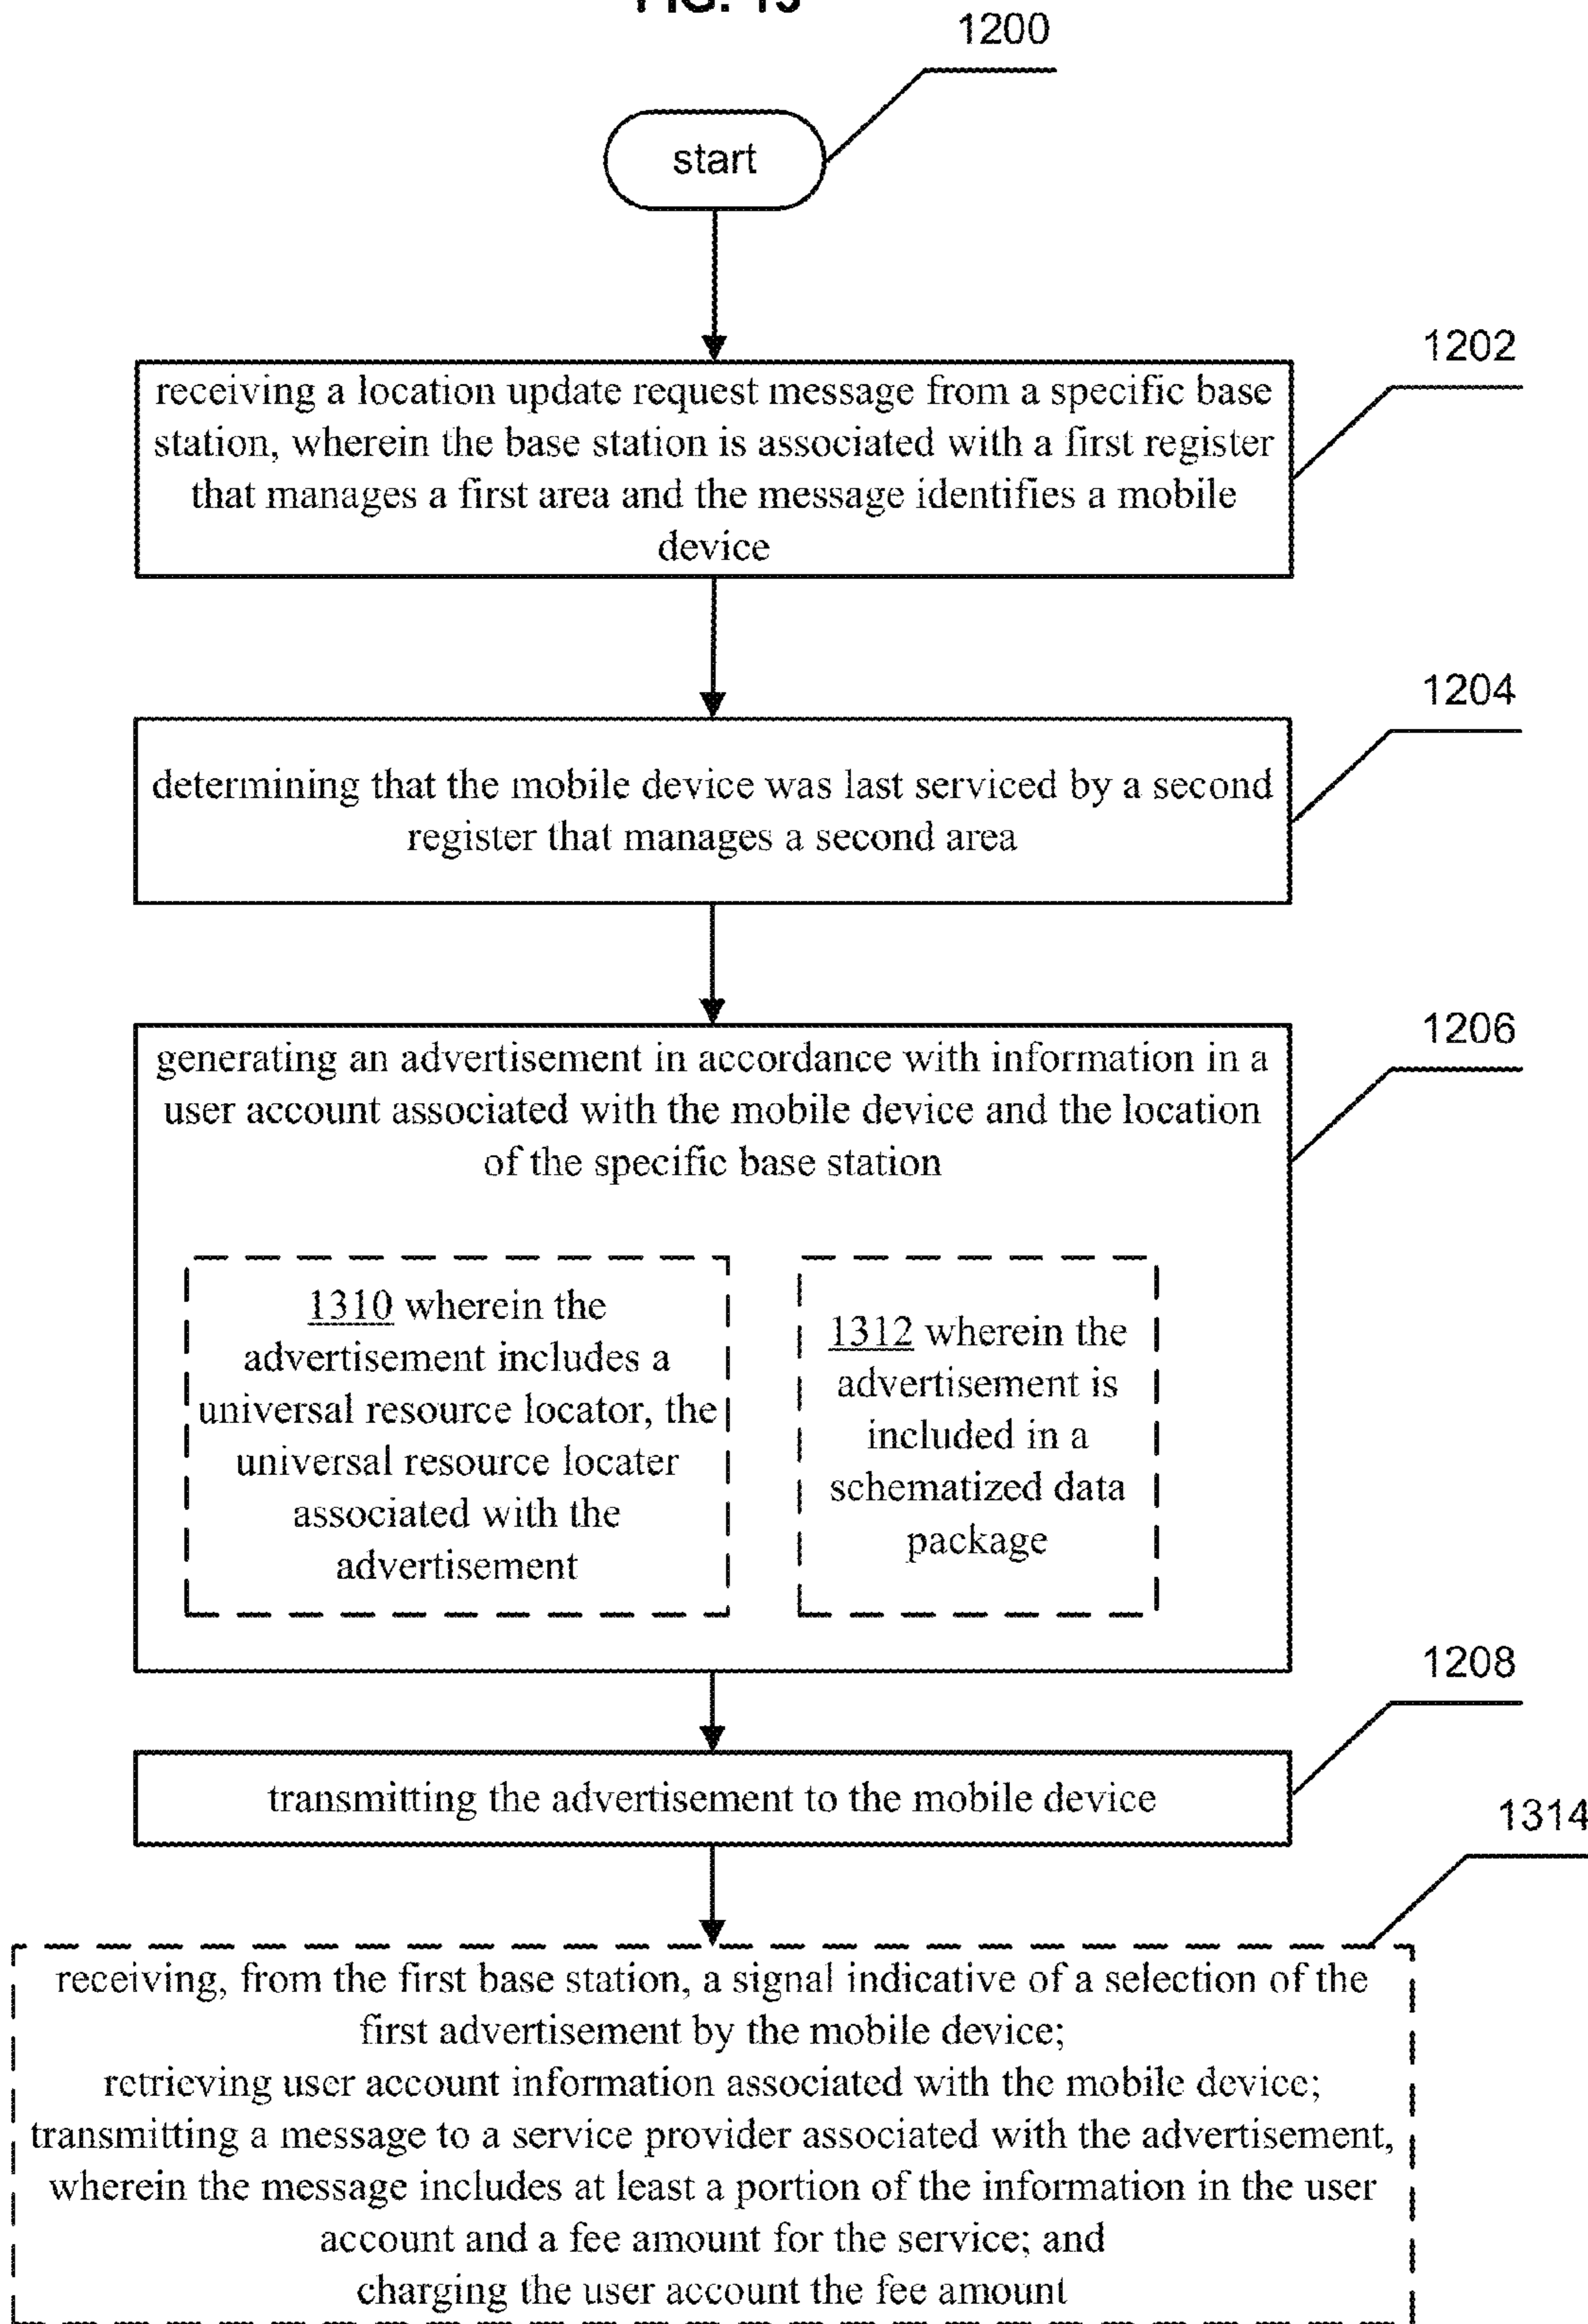 FIG. 13
1200
start
1202
receiving a location update request message from a specific base
station, wherein the base station is associated with a first register
that manages a first area and the message identifies a mobile
device
1204
determining that the mobile device was last serviced by a second
register that manages a second area
1206
generating an advertisement in accordance with information in a
user account associated with the mobile device and the location
of the specific base station
1310 wherein the
advertisement includes a
universal resource locator, the
universal resource locater
associated with the
advertisement
1312 wherein the
advertisement is
included in a
schematized data
package
1208
transmitting the advertisement to the mobile device
1314
receiving, from the first base station, a signal indicative of a selection of the
first advertisement by the mobile device;
retrieving user account information associated with the mobile device;
transmitting a message to a service provider associated with the advertisement,
wherein the message includes at least a portion of the information in the user
account and a fee amount for the service; and
charging the user account the fee amount